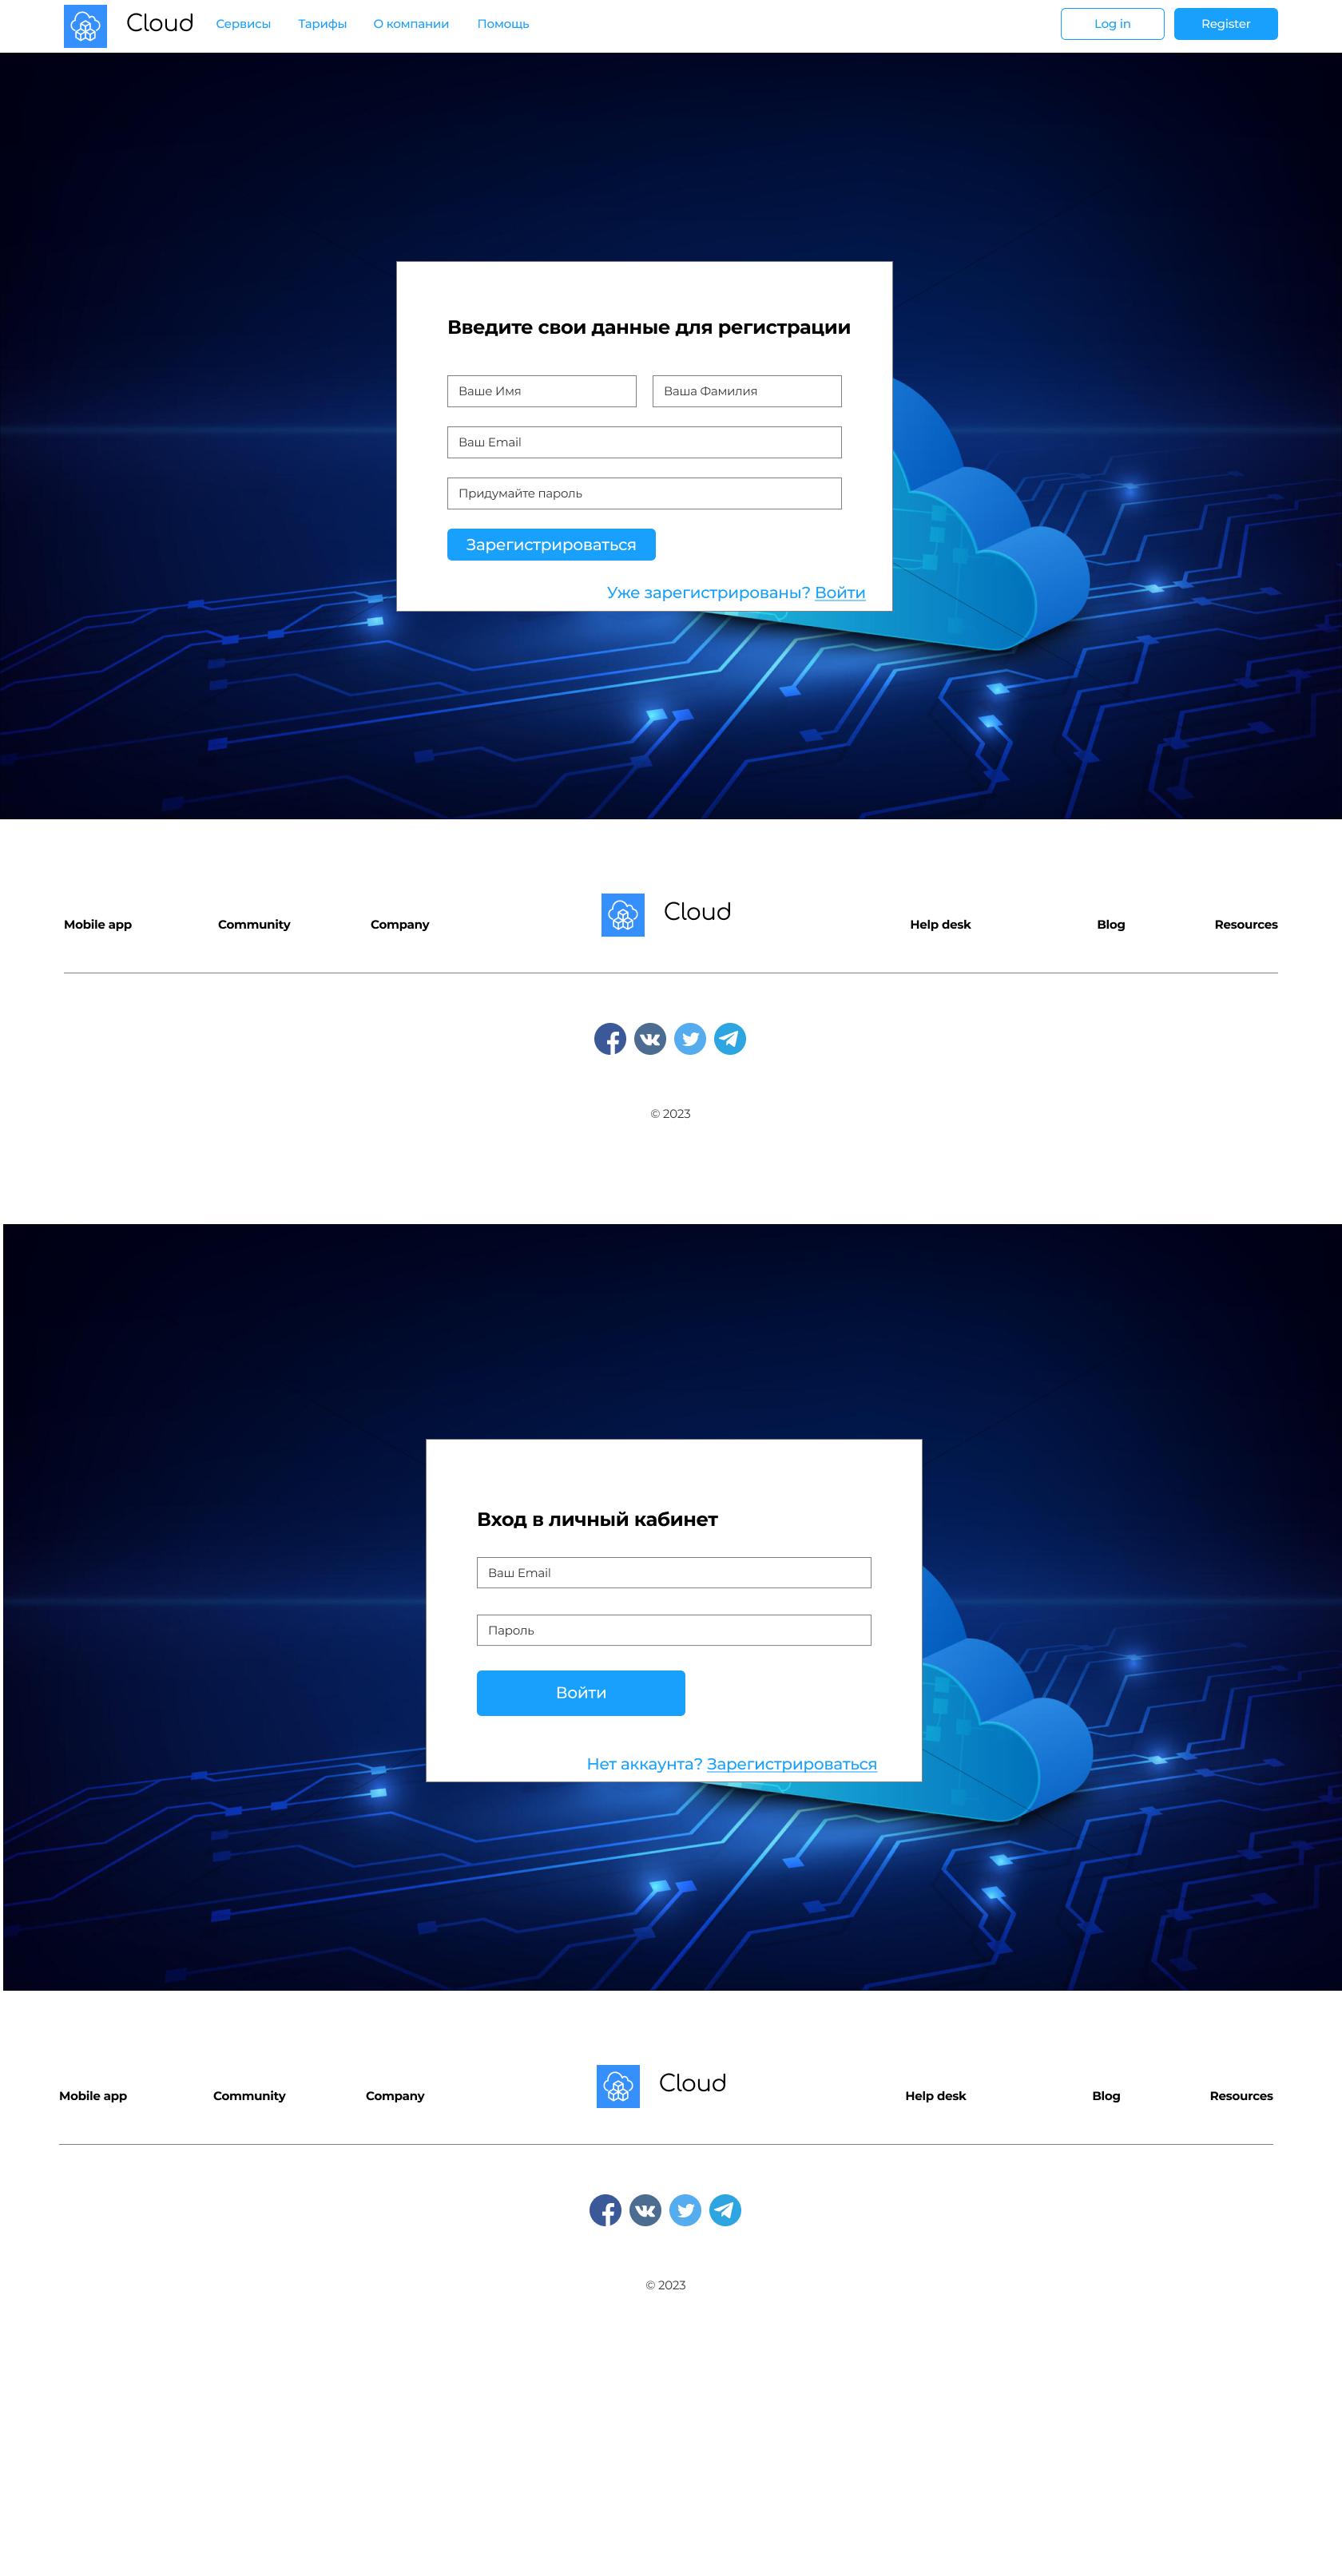 Cloud Сервисы Тарифы О компании Помощь Log in Register
Введите свои данные для регистрации
Ваше Имя Ваша Фамилия
Ваш Email
Придумайте пароль
Зарегистрироваться
Уже зарегистрированы? Войти
Mobile app Community Company Cloud Help desk Blog Resources
© 2023
Вход в личный кабинет
Ваш Email
Пароль
Войти
Нет аккаунта? Зарегистрироваться
Mobile app Community Company Cloud Help desk Blog Resources
© 2023